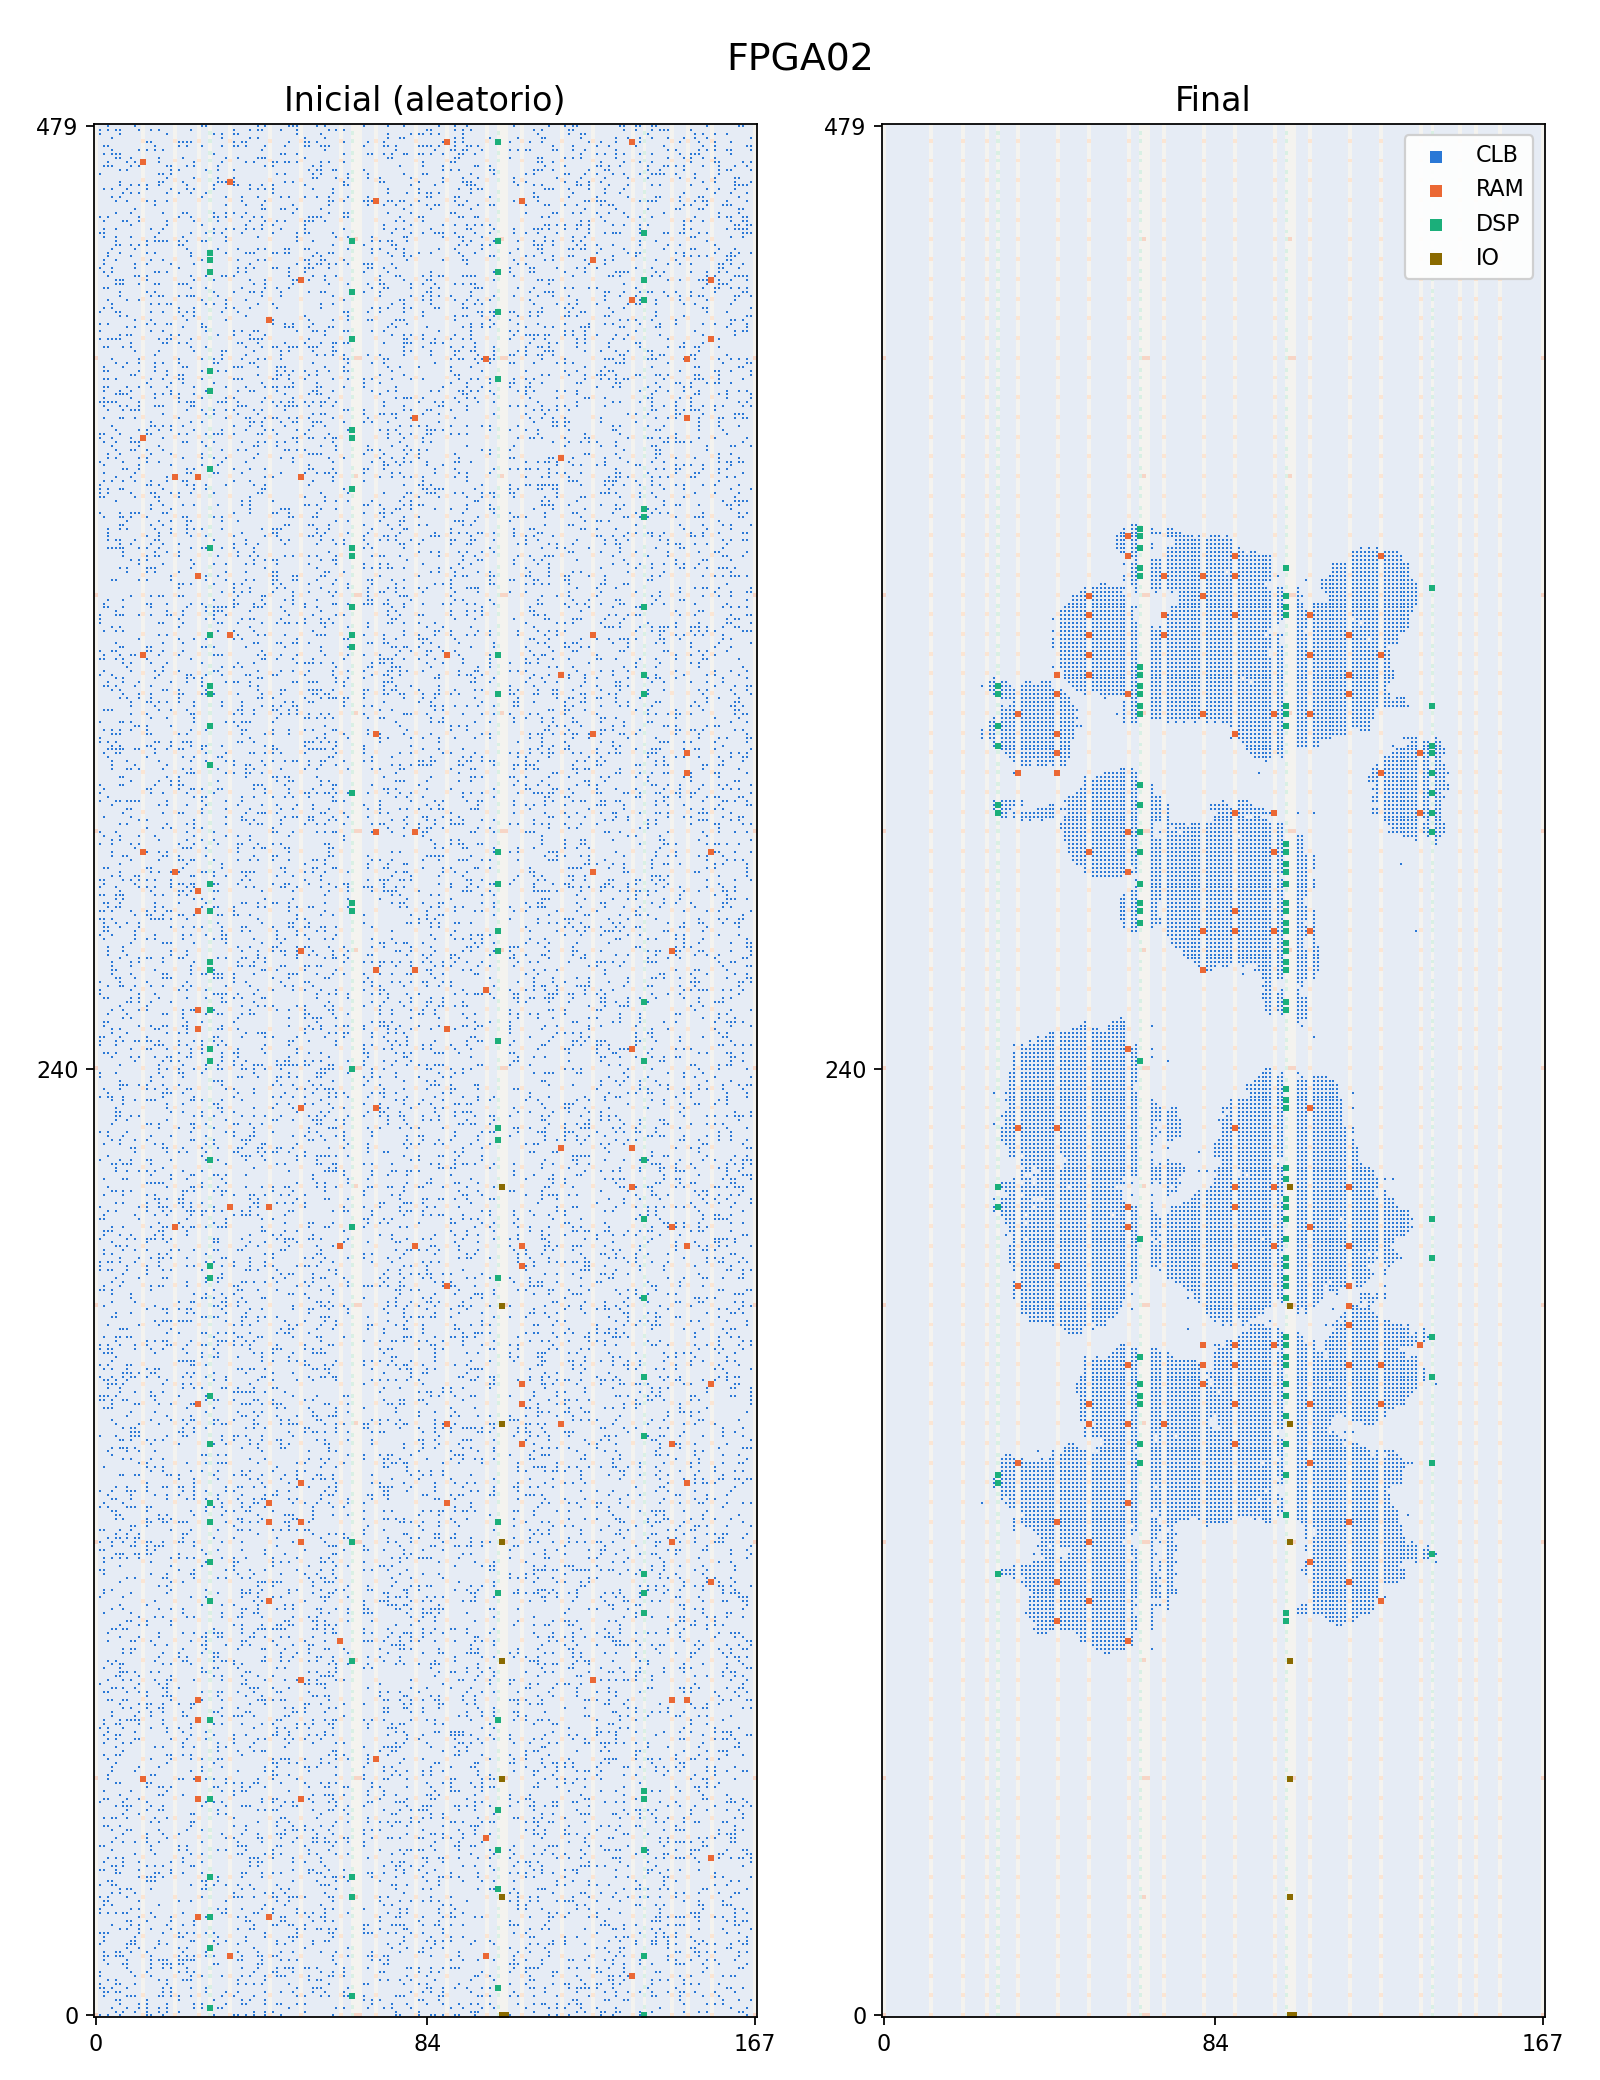 FPGA02
Inicial (aleatorio)
479
240
0
0 84 167
Final
479
240
0
0 84 167
CLB
RAM
DSP
IO